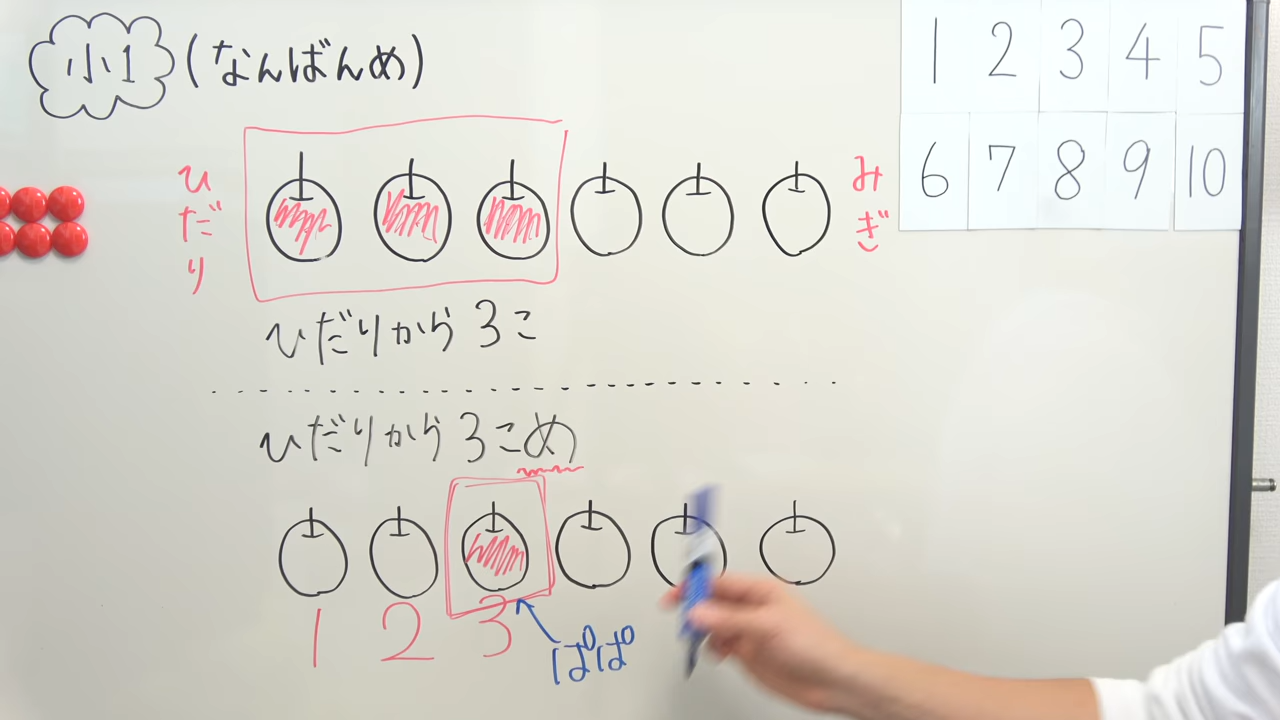 小1 (なんばんめ)
1 2 3 4 5
6 7 8 9 10
ひだり
みぎ
ひだりから3こ
ひだりから3こめ
1 2 3
ぱぱ